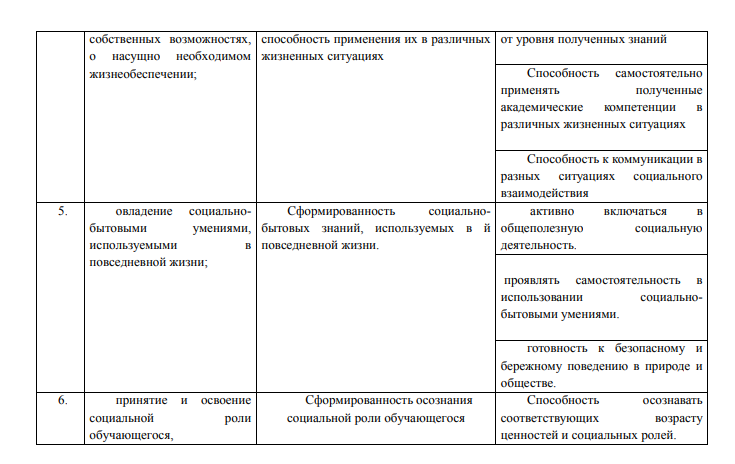 собственных возможностях,
о насущно необходимом
жизнеобеспечении;
способность применения их в различных
жизненных ситуациях
от уровня полученных знаний
Способность самостоятельно
применять полученные
академические компетенции в
различных жизненных ситуациях
Способность к коммуникации в
разных ситуациях социального
взаимодействия
5.
овладение социально-
бытовыми умениями,
используемыми в
повседневной жизни;
Сформированность социально-
бытовых знаний, используемых в й
повседневной жизни.
активно включаться в
общеполезную социальную
деятельность.
проявлять самостоятельность в
использовании социально-
бытовыми умениями.
готовность к безопасному и
бережному поведению в природе и
обществе.
6.
принятие и освоение
социальной роли
обучающегося,
Сформированность осознания
социальной роли обучающегося
Способность осознавать
соответствующих возрасту
ценностей и социальных ролей.